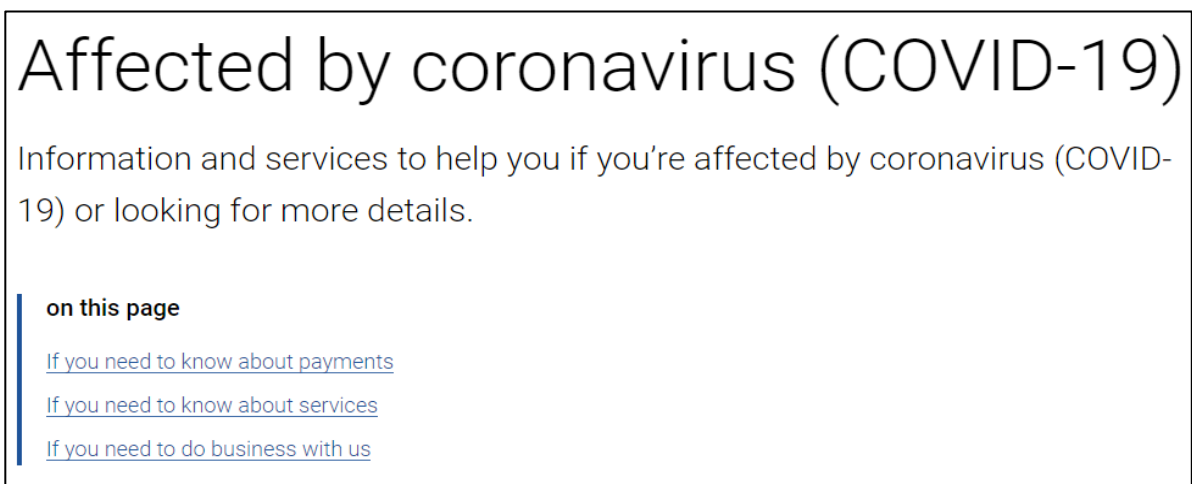 Affected by coronavirus (COVID-19)
Information and services to help you if you’re affected by coronavirus (COVID-
19) or looking for more details.
on this page
If you need to know about payments
If you need to know about services
If you need to do business with us